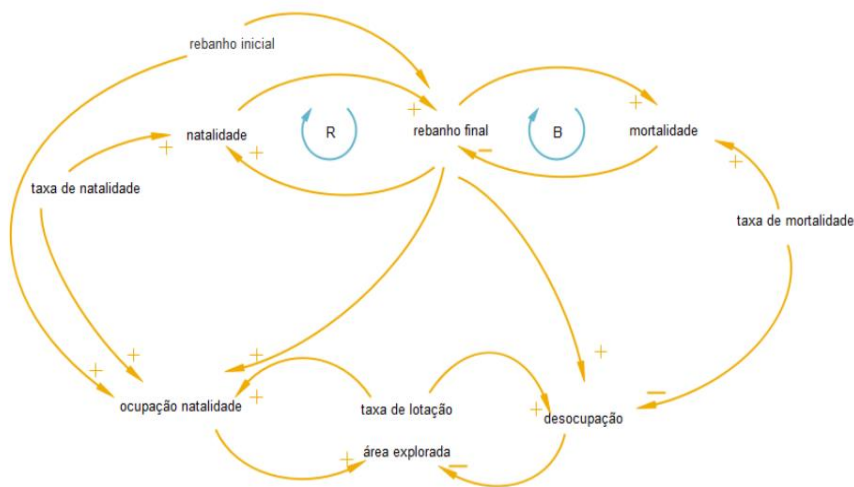 rebanho inicial
natalidade
R
rebanho final
B
mortalidade
taxa de natalidade
taxa de mortalidade
ocupação natalidade
taxa de lotação
desocupação
área explorada